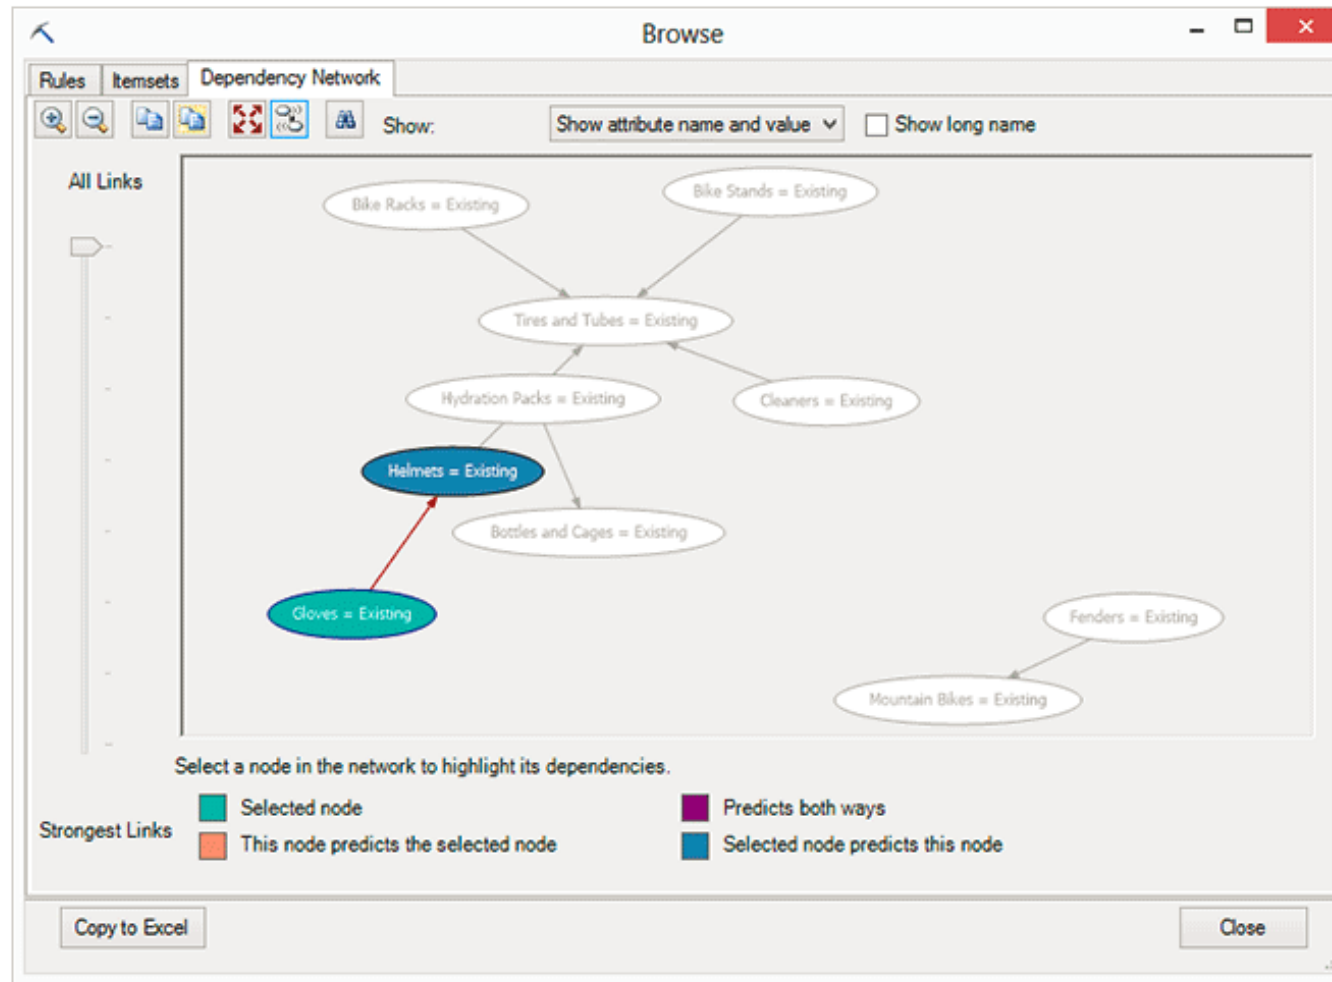 Browse
Rules Itemsets Dependency Network
Show: Show attribute name and value Show long name
All Links
Bike Racks = Existing
Bike Stands = Existing
Tires and Tubes = Existing
Hydration Packs = Existing
Cleaners = Existing
Helmets = Existing
Bottles and Cages = Existing
Gloves = Existing
Fenders = Existing
Mountain Bikes = Existing
Select a node in the network to highlight its dependencies.
Selected node
Predicts both ways
Strongest Links
This node predicts the selected node
Selected node predicts this node
Copy to Excel
Close